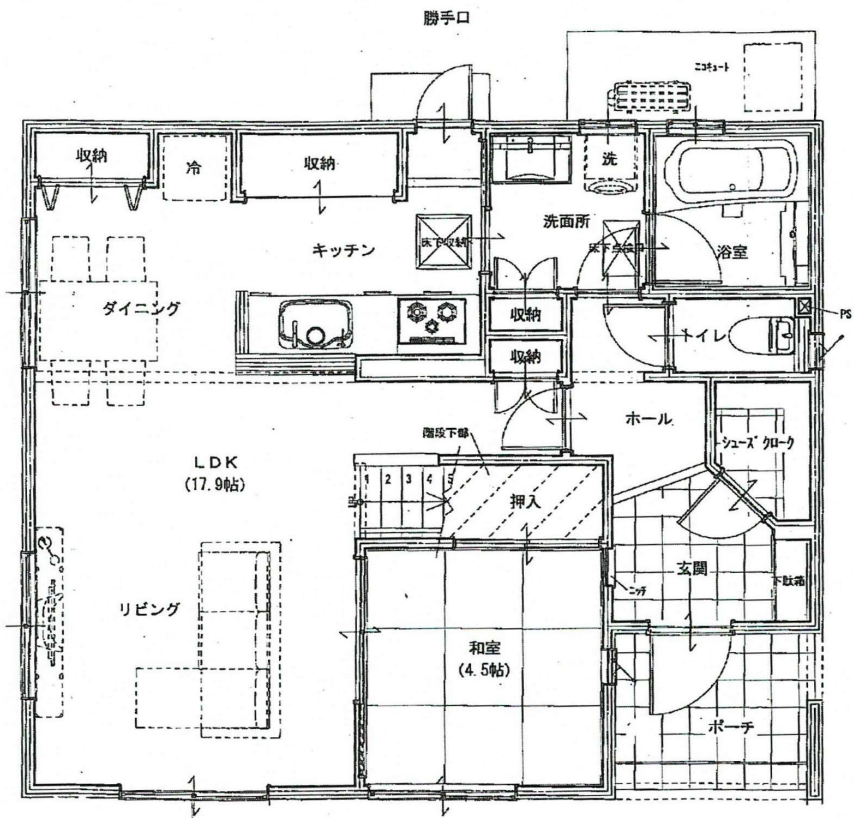 勝手口
エコキュート
収納
冷
収納
洗
洗面所
キッチン
床下収納
床下点検口
浴室
ダイニング
収納
トイレ
PS
収納
ホール
シューズクローク
階段下部
LDK
(17.9帖)
1 2 3 4 5
UP
押入
玄関
下駄箱
ニッチ
リビング
和室
(4.5帖)
ポーチ